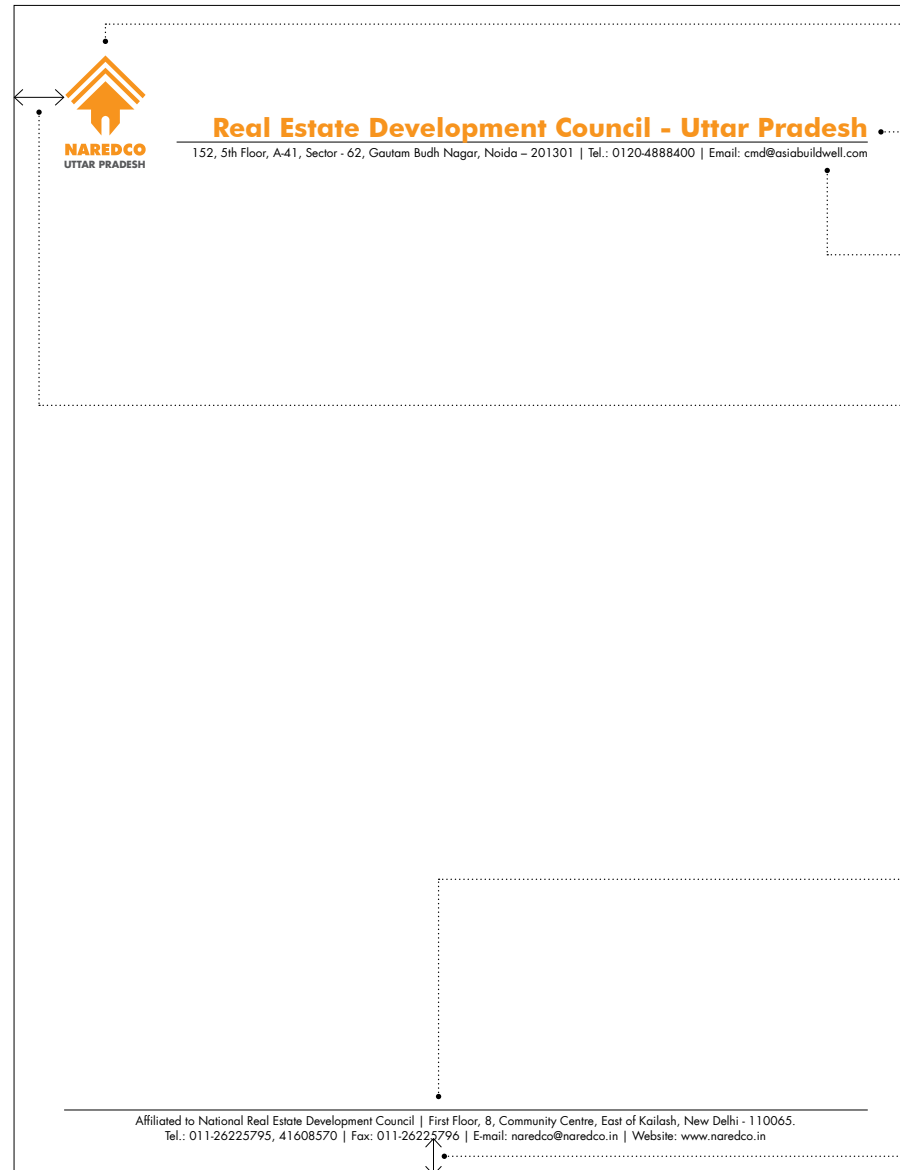 NAREDCO
UTTAR PRADESH
Real Estate Development Council - Uttar Pradesh
152, 5th Floor, A-41, Sector - 62, Gautam Budh Nagar, Noida – 201301 | Tel.: 0120-4888400 | Email: cmd@asiabuildwell.com
Affiliated to National Real Estate Development Council | First Floor, 8, Community Centre, East of Kailash, New Delhi - 110065.
Tel.: 011-26225795, 41608570 | Fax: 011-26225796 | E-mail: naredco@naredco.in | Website: www.naredco.in